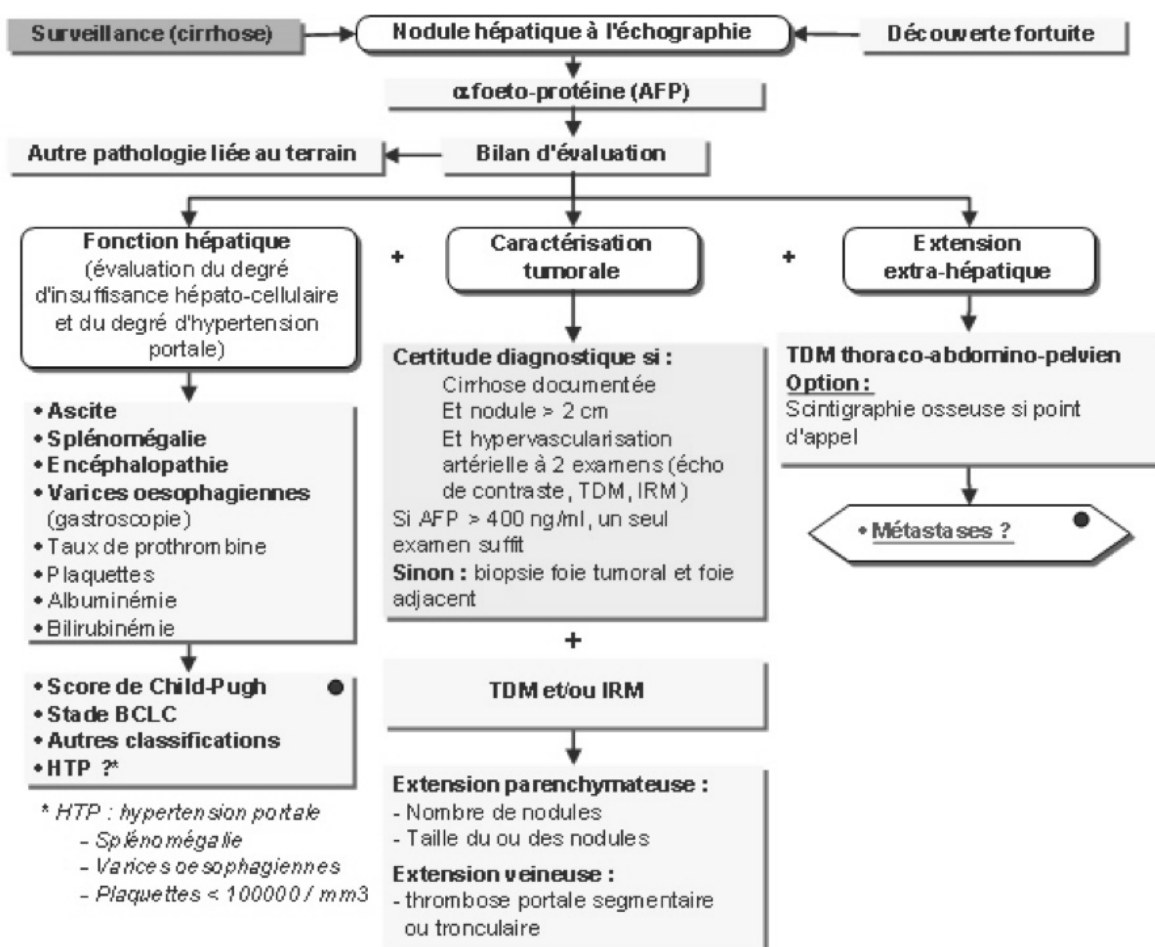 Surveillance (cirrhose)
Nodule hépatique à l'échographie
Découverte fortuite
αfoeto-protéine (AFP)
Autre pathologie liée au terrain
Bilan d'évaluation
Fonction hépatique
(évaluation du degré
d'insuffisance hépato-cellulaire
et du degré d'hypertension
portale)
+
Caractérisation
tumorale
+
Extension
extra-hépatique
• Ascite
• Splénomégalie
• Encéphalopathie
• Varices oesophagiennes
(gastroscopie)
• Taux de prothrombine
• Plaquettes
• Albuminémie
• Bilirubinémie
• Score de Child-Pugh
• Stade BCLC
• Autres classifications
• HTP ?*
* HTP : hypertension portale
- Splénomégalie
- Varices oesophagiennes
- Plaquettes < 100000 / mm3
Certitude diagnostique si :
Cirrhose documentée
Et nodule > 2 cm
Et hypervascularisation
artérielle à 2 examens (écho
de contraste, TDM, IRM)
Si AFP > 400 ng/ml, un seul
examen suffit
Sinon : biopsie foie tumoral et foie
adjacent
+
TDM et/ou IRM
Extension parenchymateuse :
- Nombre de nodules
- Taille du ou des nodules
Extension veineuse :
- thrombose portale segmentaire
ou tronculaire
TDM thoraco-abdomino-pelvien
Option :
Scintigraphie osseuse si point
d'appel
• Métastases ?